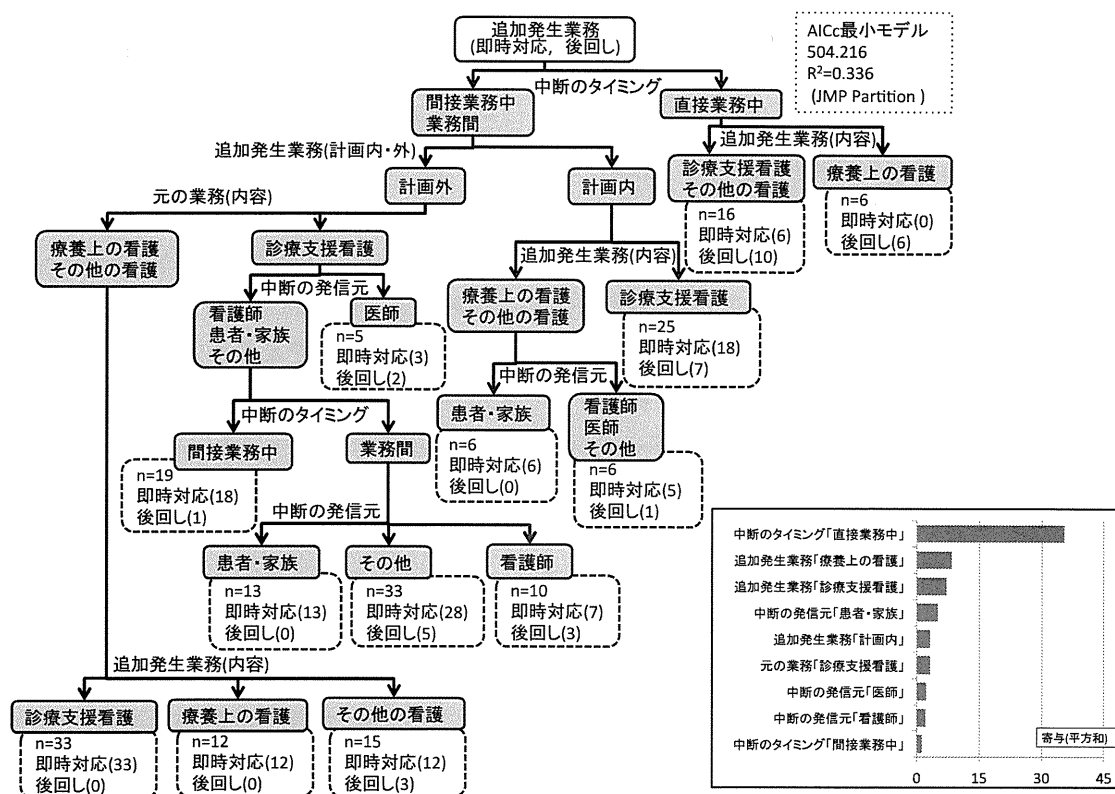 追加発生業務
(即時対応，後回し)
AICc最小モデル
504.216
R²=0.336
(JMP Partition )
中断のタイミング
間接業務中
業務間
直接業務中
追加発生業務(計画内・外)
追加発生業務(内容)
計画外
計画内
診療支援看護
その他の看護
n=16
即時対応(6)
後回し(10)
療養上の看護
n=6
即時対応(0)
後回し(6)
元の業務(内容)
療養上の看護
その他の看護
診療支援看護
追加発生業務(内容)
中断の発信元
看護師
患者・家族
その他
医師
n=5
即時対応(3)
後回し(2)
療養上の看護
その他の看護
診療支援看護
n=25
即時対応(18)
後回し(7)
中断の発信元
患者・家族
n=6
即時対応(6)
後回し(0)
看護師
医師
その他
n=6
即時対応(5)
後回し(1)
中断のタイミング
間接業務中
n=19
即時対応(18)
後回し(1)
業務間
中断の発信元
患者・家族
n=13
即時対応(13)
後回し(0)
その他
n=33
即時対応(28)
後回し(5)
看護師
n=10
即時対応(7)
後回し(3)
追加発生業務(内容)
診療支援看護
n=33
即時対応(33)
後回し(0)
療養上の看護
n=12
即時対応(12)
後回し(0)
その他の看護
n=15
即時対応(12)
後回し(3)
中断のタイミング「直接業務中」
追加発生業務「療養上の看護」
追加発生業務「診療支援看護」
中断の発信元「患者・家族」
追加発生業務「計画内」
元の業務「診療支援看護」
中断の発信元「医師」
中断の発信元「看護師」
中断のタイミング「間接業務中」
寄与(平方和)
0 15 30 45